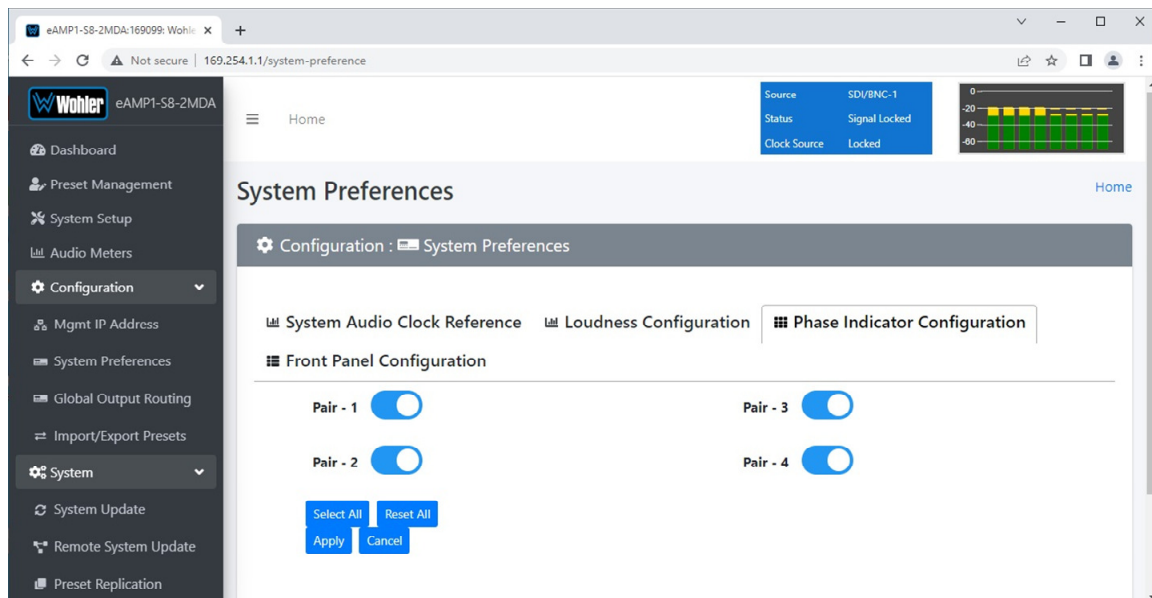 eAMP1-S8-2MDA:169099: Wohle
Not secure | 169.254.1.1/system-preference
Wohler eAMP1-S8-2MDA
Dashboard
Preset Management
System Setup
Audio Meters
Configuration
Mgmt IP Address
System Preferences
Global Output Routing
Import/Export Presets
System
System Update
Remote System Update
Preset Replication
Home
Source SDI/BNC-1
Status Signal Locked
Clock Source Locked
0
-20
-40
-60
System Preferences
Home
Configuration : System Preferences
System Audio Clock Reference
Loudness Configuration
Phase Indicator Configuration
Front Panel Configuration
Pair - 1
Pair - 3
Pair - 2
Pair - 4
Select All
Reset All
Apply
Cancel